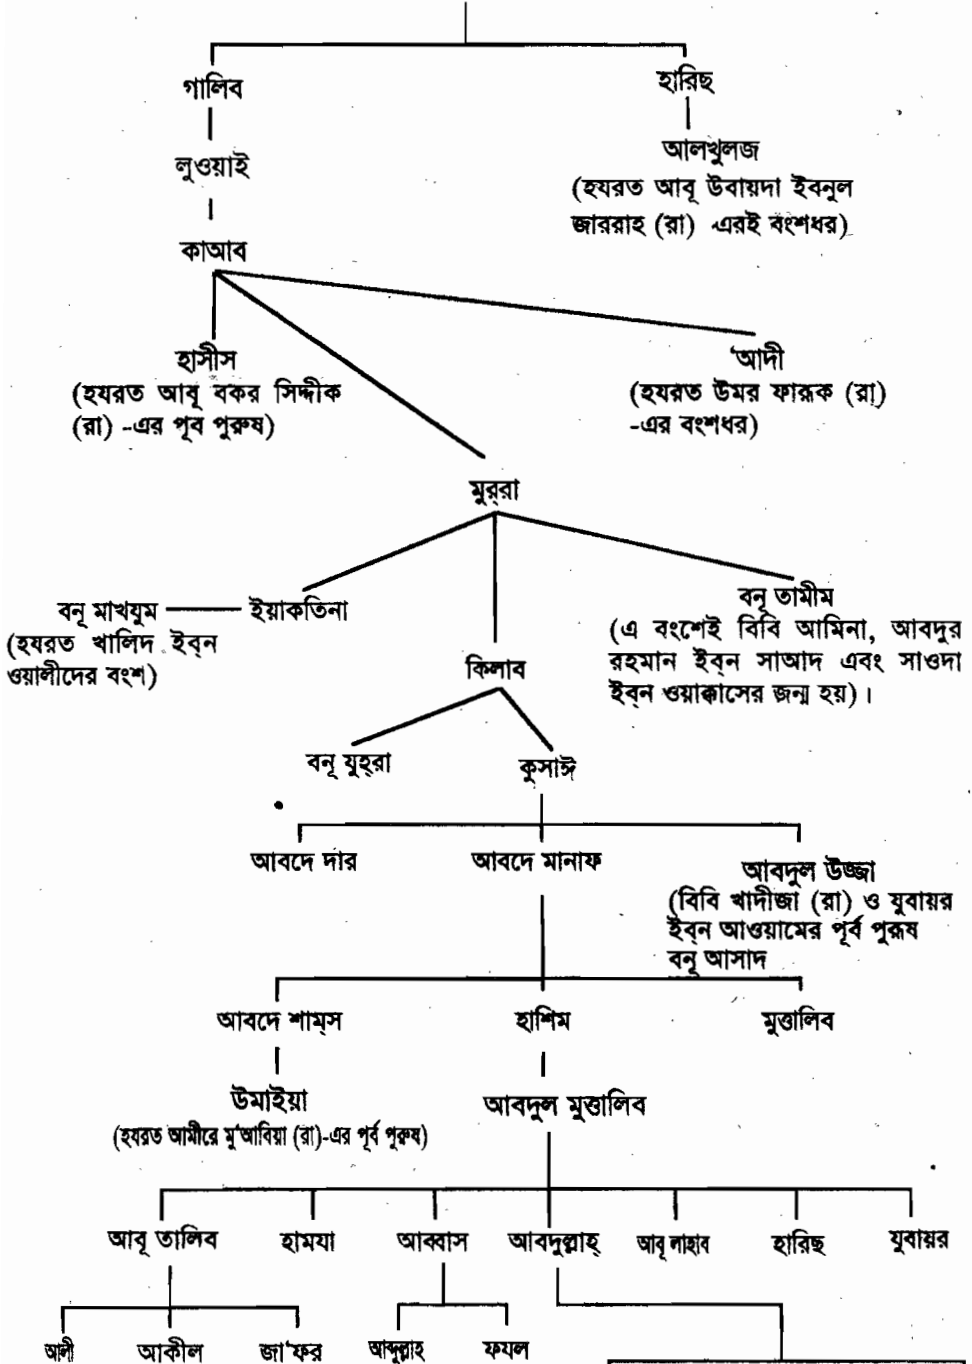 গালিব
হারিছ
লুওয়াই
আলখুলজ
(হযরত আবূ উবায়দা ইবনুল
জাররাহ (রা) এরই বংশধর)
কাআব
হাসীস
(হযরত আবূ বকর সিদ্দীক
(রা) -এর পূব পুরুষ)
‘আদী
(হযরত উমর ফারূক (রা)
-এর বংশধর)
মুর্‌রা
বনূ মাখযুম
(হযরত খালিদ ইব্‌ন
ওয়ালীদের বংশ)
ইয়াকতিনা
বনূ তামীম
(এ বংশেই বিবি আমিনা, আবদুর
রহমান ইব্‌ন সাআদ এবং সাওদা
ইব্‌ন ওয়াক্কাসের জন্ম হয়)।
কিলাব
বনূ যুহ্‌রা
কুসাঈ
আবদে দার
আবদে মানাফ
আবদুল উজ্জা
(বিবি খাদীজা (রা) ও যুবায়র
ইব্‌ন আওয়ামের পূর্ব পুরূষ
বনূ আসাদ
আবদে শাম্‌স
হাশিম
মুত্তালিব
উমাইয়া
(হযরত আমীরে মু‘আবিয়া (রা)-এর পূর্ব পুরুষ)
আবদুল মুত্তালিব
আবূ তালিব
হামযা
আব্বাস
আবদুল্লাহ্
আবূ লাহাব
হারিছ
যুবায়র
আলী
আকীল
জা‘ফর
আব্দুল্লাহ
ফযল